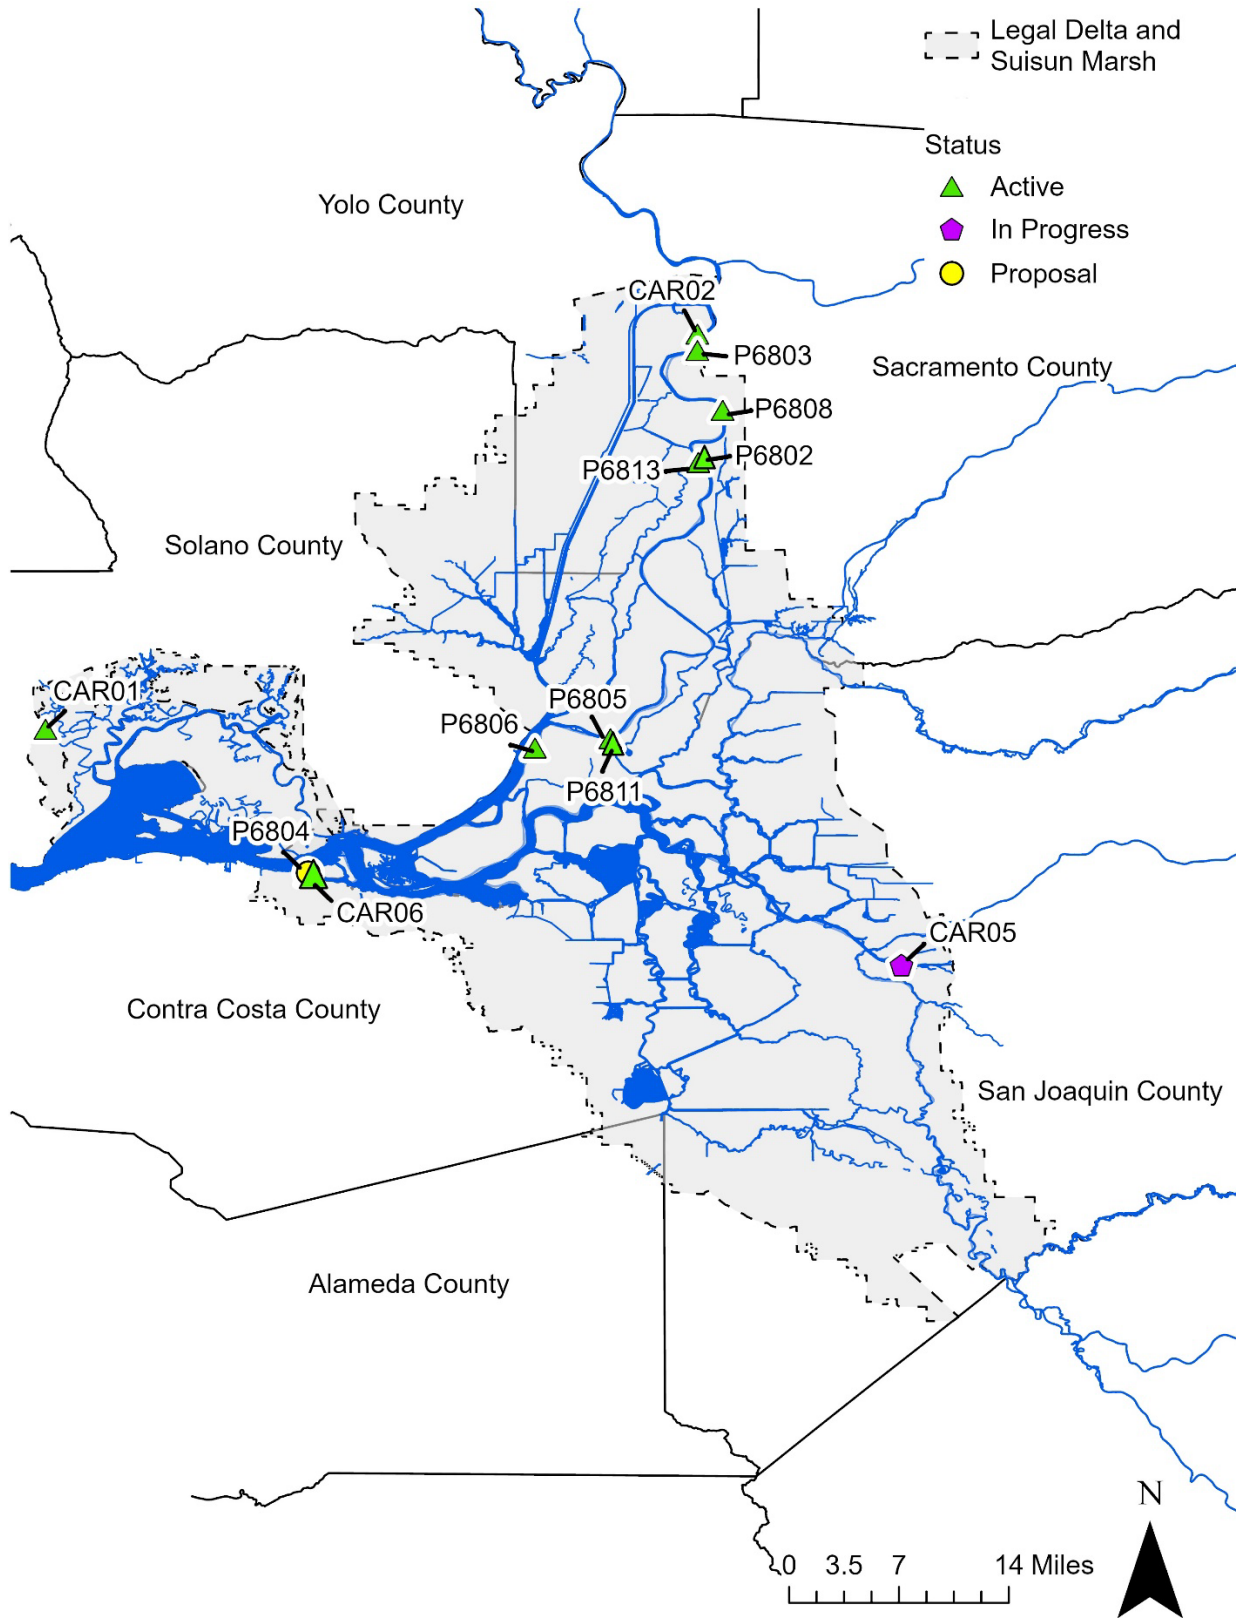 Legal Delta and
Suisun Marsh
Status
Active
In Progress
Proposal
Yolo County
CAR02
P6803
Sacramento County
P6808
P6802
P6813
Solano County
CAR01
P6805
P6806
P6811
P6804
CAR06
CAR05
Contra Costa County
San Joaquin County
Alameda County
N
0 3.5 7 14 Miles